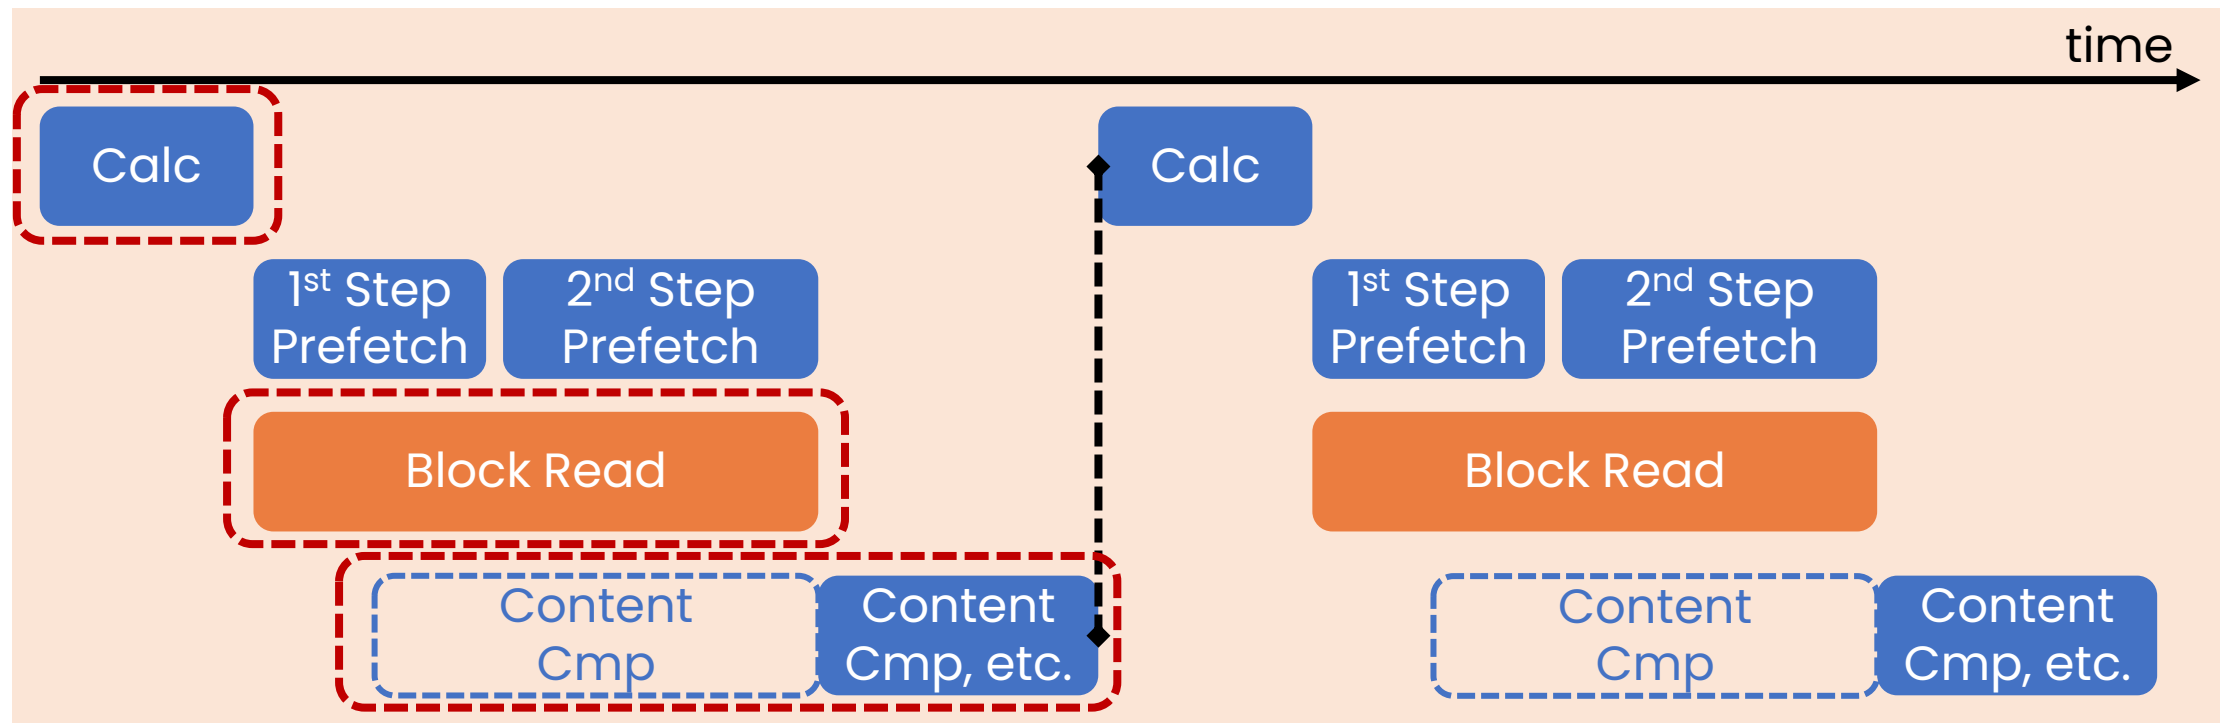 time
Calc
Calc
1st Step
Prefetch
2nd Step
Prefetch
1st Step
Prefetch
2nd Step
Prefetch
Block Read
Block Read
Content
Cmp
Content
Cmp, etc.
Content
Cmp
Content
Cmp, etc.